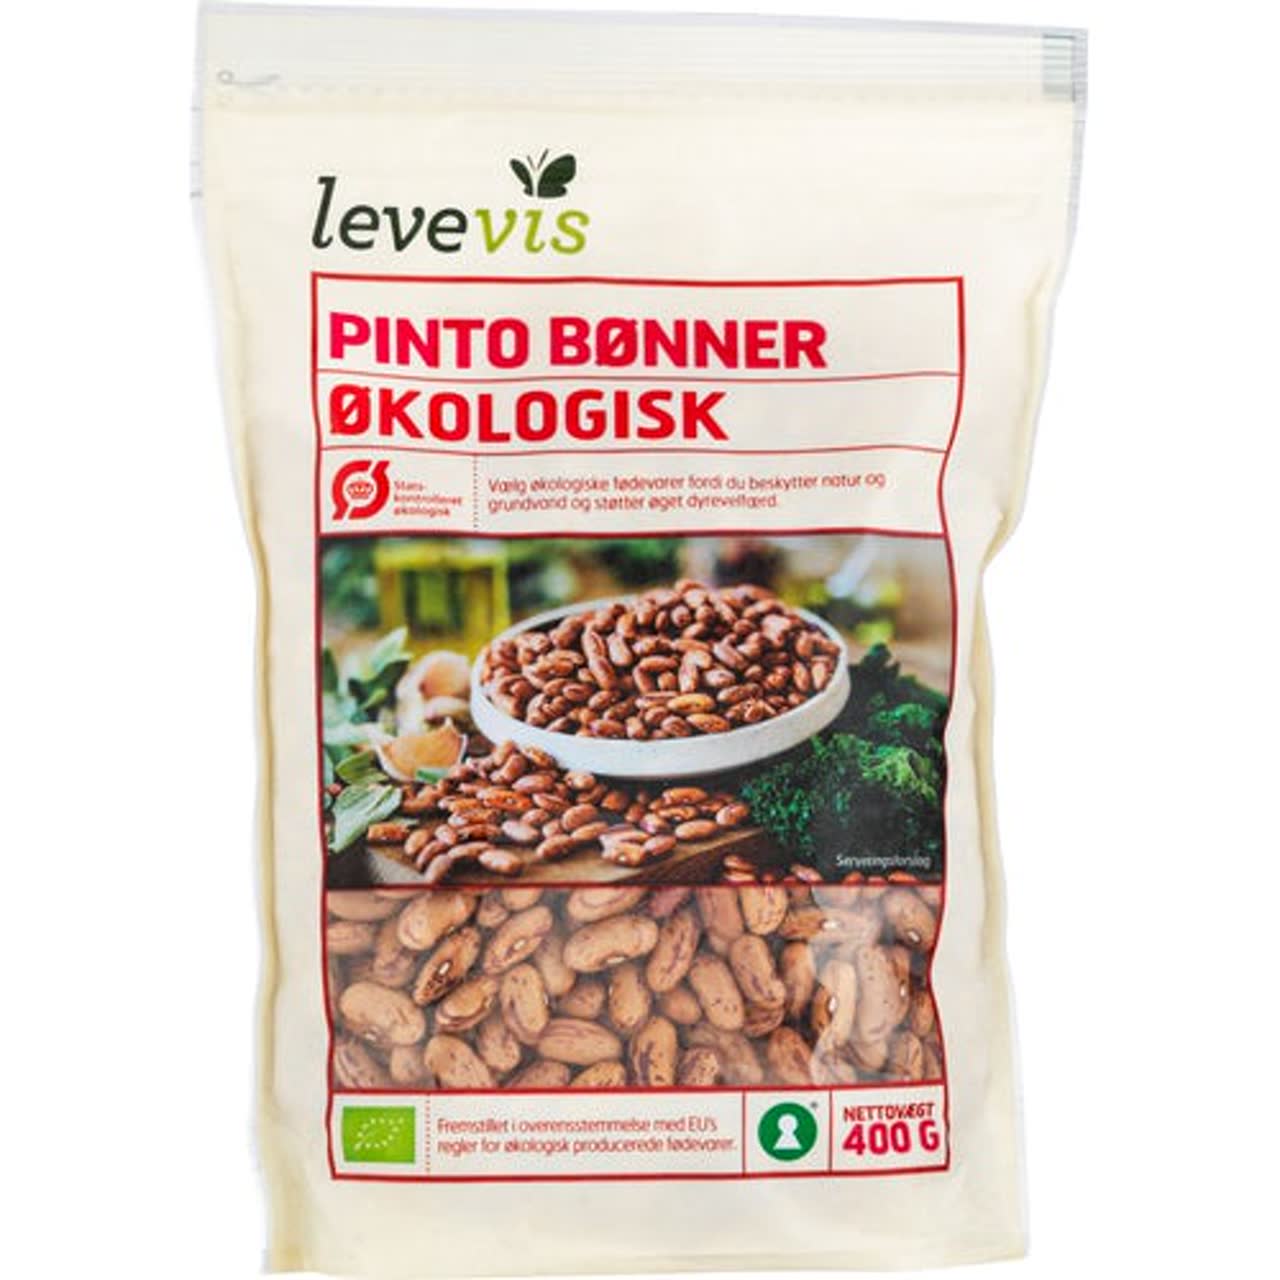 levevis
PINTO BØNNER
ØKOLOGISK
Stats-
kontrolleret
økologisk
Vælg økologiske fødevarer fordi du beskytter natur og
grundvand og støtter øget dyrevelfærd.
Serveringsforslag
Fremstillet i overensstemmelse med EU's
regler for økologisk producerede fødevarer.
®
NETTOVÆGT
400 G